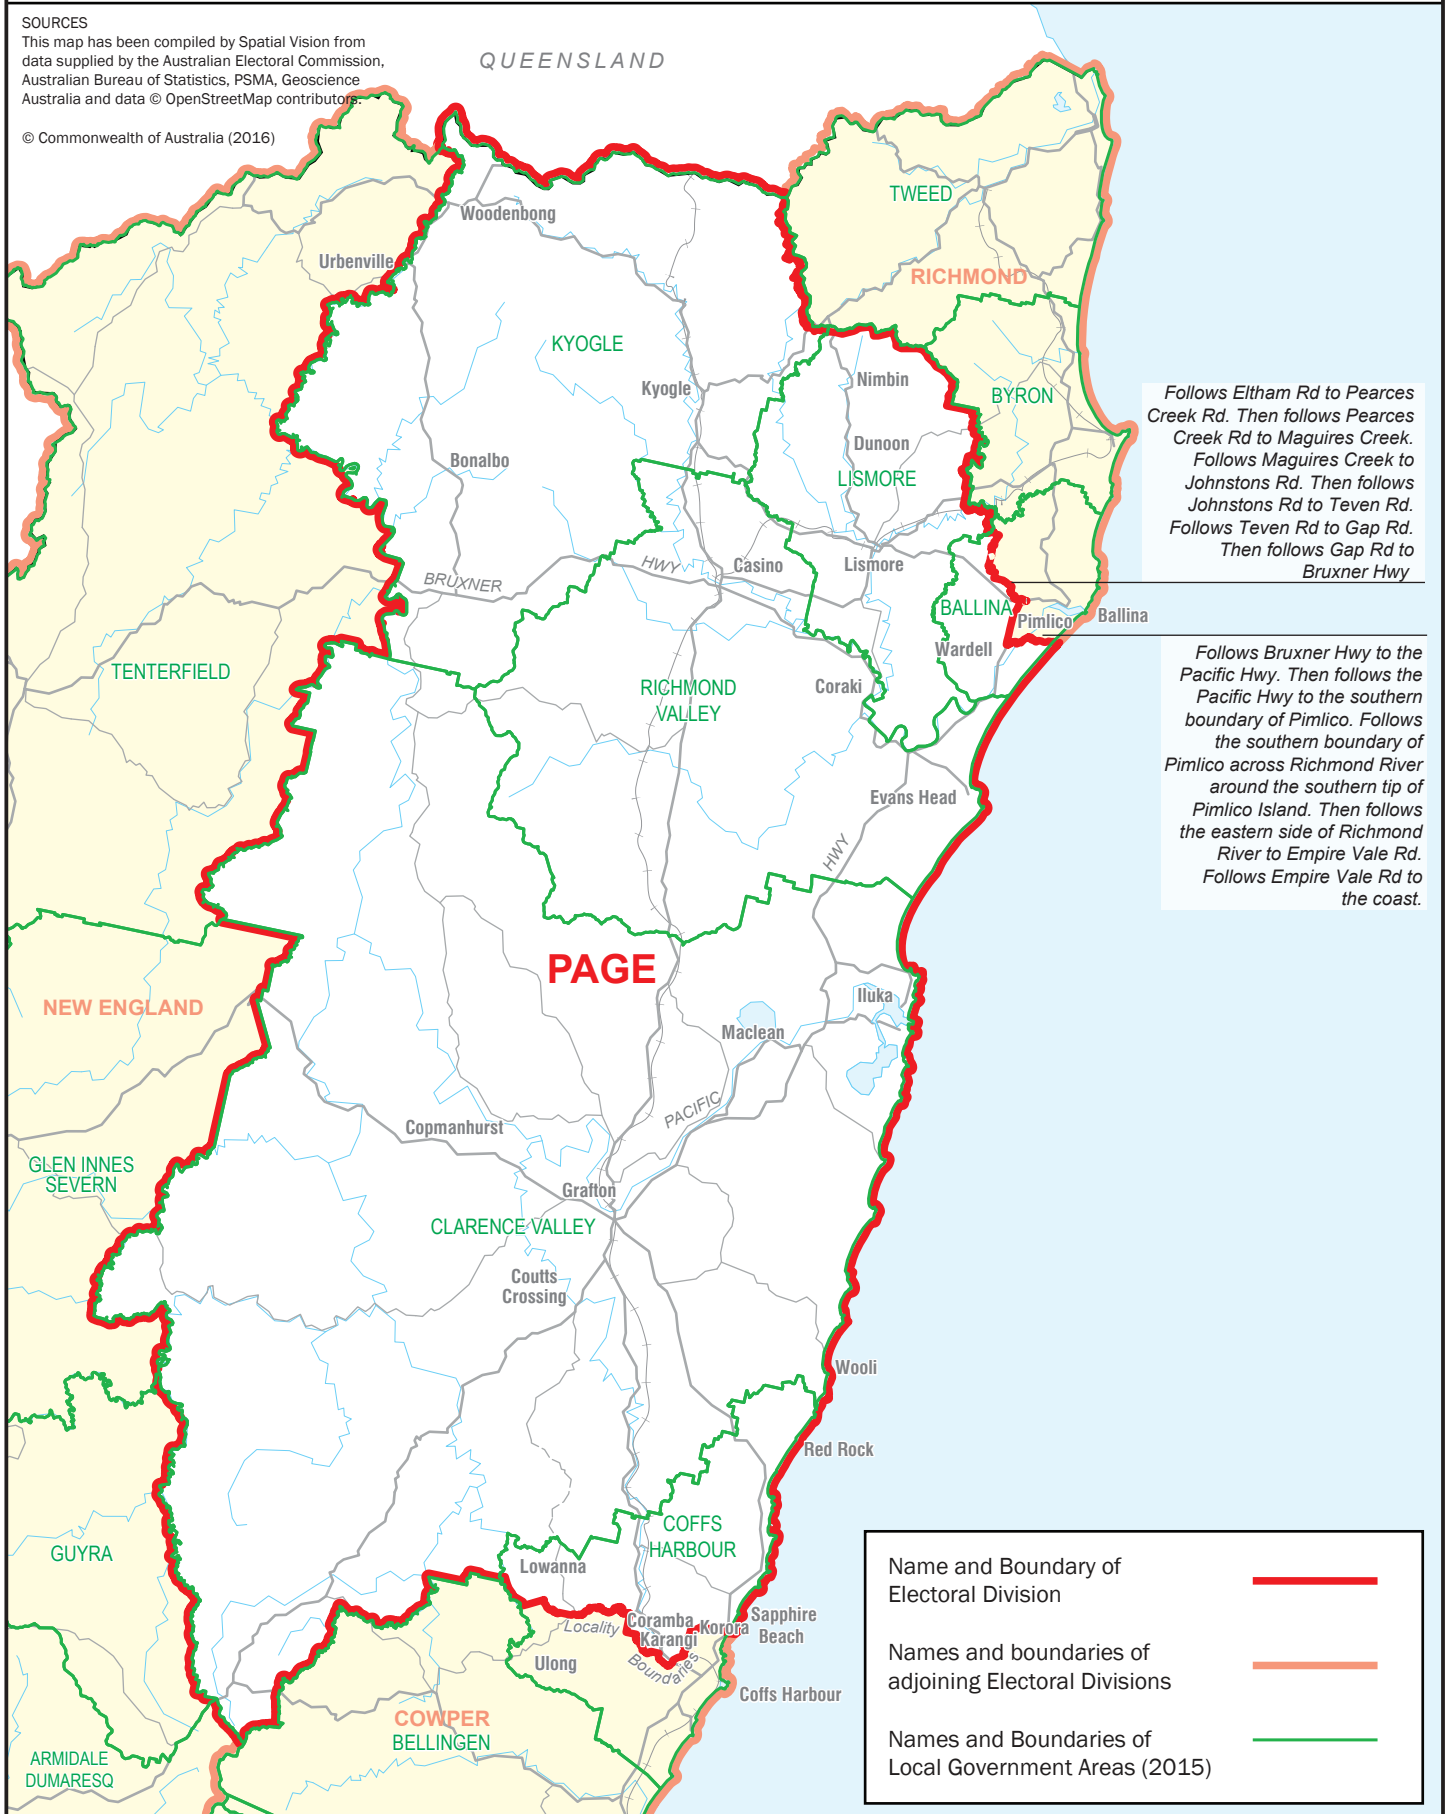 SOURCES
This map has been compiled by Spatial Vision from
data supplied by the Australian Electoral Commission,
Australian Bureau of Statistics, PSMA, Geoscience
Australia and data © OpenStreetMap contributors.
© Commonwealth of Australia (2016)
QUEENSLAND
TWEED
Woodenbong
Urbenville
RICHMOND
KYOGLE
Kyogle
Nimbin
BYRON
Dunoon
Bonalbo
LISMORE
Follows Eltham Rd to Pearces
Creek Rd. Then follows Pearces
Creek Rd to Maguires Creek.
Follows Maguires Creek to
Johnstons Rd. Then follows
Johnstons Rd to Teven Rd.
Follows Teven Rd to Gap Rd.
Then follows Gap Rd to
Bruxner Hwy
BRUXNER
HWY
Casino
Lismore
BALLINA
Pimlico
Ballina
Wardell
TENTERFIELD
RICHMOND
VALLEY
Coraki
Follows Bruxner Hwy to the
Pacific Hwy. Then follows the
Pacific Hwy to the southern
boundary of Pimlico. Follows
the southern boundary of
Pimlico across Richmond River
around the southern tip of
Pimlico Island. Then follows
the eastern side of Richmond
River to Empire Vale Rd.
Follows Empire Vale Rd to
the coast.
Evans Head
HWY
PAGE
NEW ENGLAND
Iluka
Maclean
PACIFIC
Copmanhurst
GLEN INNES
SEVERN
Grafton
CLARENCE VALLEY
Coutts
Crossing
Wooli
Red Rock
COFFS
HARBOUR
GUYRA
Lowanna
Locality
Boundaries
Coramba
Karangi
Korora
Sapphire
Beach
Ulong
Coffs Harbour
COWPER
BELLINGEN
ARMIDALE
DUMARESQ
Name and Boundary of
Electoral Division
Names and boundaries of
adjoining Electoral Divisions
Names and Boundaries of
Local Government Areas (2015)